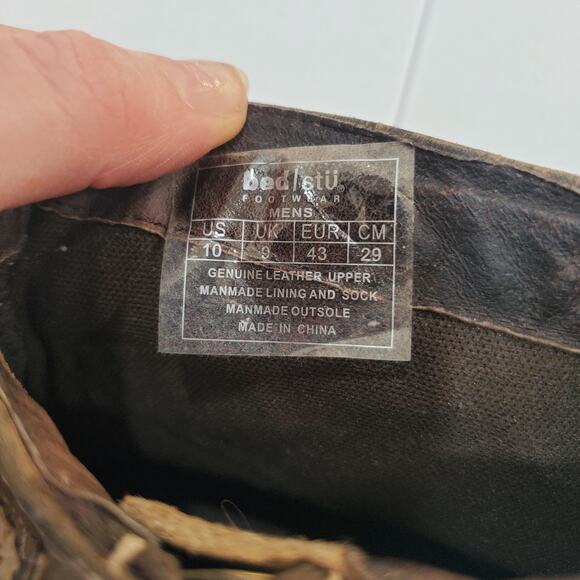 bed|stü®
FOOTWEAR
MENS
US UK EUR CM
10 9 43 29
GENUINE LEATHER UPPER
MANMADE LINING AND SOCK
MANMADE OUTSOLE
MADE IN CHINA